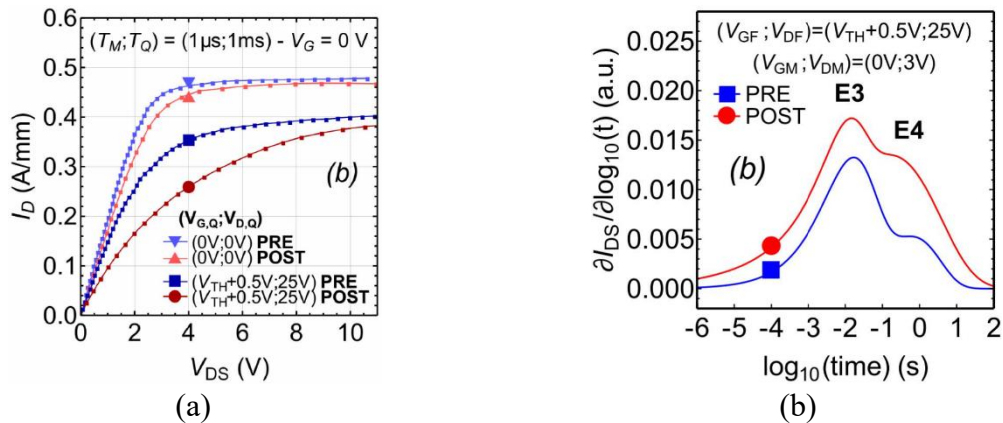 (T_M;T_Q) = (1µs;1ms) - V_G = 0 V
0.6
0.5
0.4
0.3
0.2
0.1
0.0
I_D (A/mm)
(b)
(V_G,Q;V_D,Q)
(0V;0V) PRE
(0V;0V) POST
(V_TH+0.5V;25V) PRE
(V_TH+0.5V;25V) POST
0 2 4 6 8 10
V_DS (V)
(a)
b)
(V_GF;V_DF)=(V_TH+0.5V;25V)
(V_GM;V_DM)=(0V;3V)
PRE
POST
E3
E4
(b)
0.025
0.020
0.015
0.010
0.005
0.000
∂I_DS/∂log₁₀(t) (a.u.)
-6 -5 -4 -3 -2 -1 0 1 2
log₁₀(time) (s)
(b)